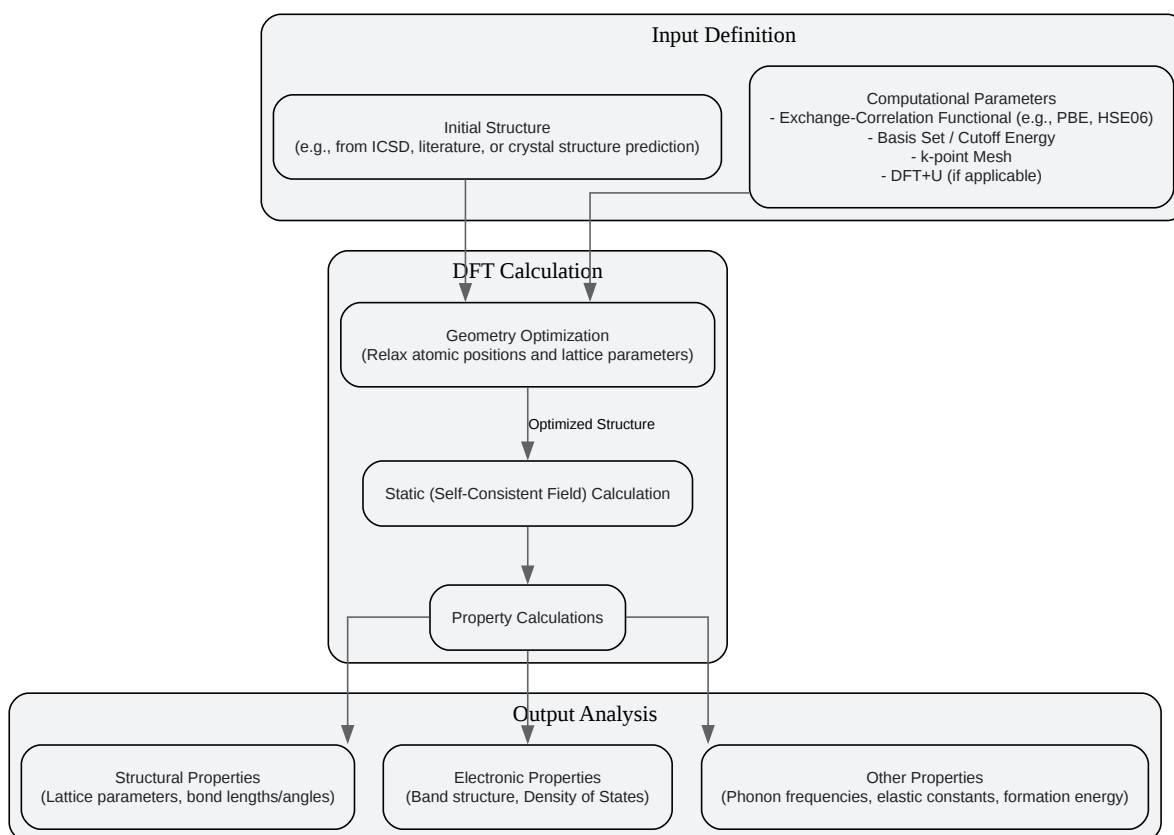 Input Definition
Initial Structure
(e.g., from ICSD, literature, or crystal structure prediction)
Computational Parameters
- Exchange-Correlation Functional (e.g., PBE, HSE06)
- Basis Set / Cutoff Energy
- k-point Mesh
- DFT+U (if applicable)
DFT Calculation
Geometry Optimization
(Relax atomic positions and lattice parameters)
Optimized Structure
Static (Self-Consistent Field) Calculation
Property Calculations
Output Analysis
Structural Properties
(Lattice parameters, bond lengths/angles)
Electronic Properties
(Band structure, Density of States)
Other Properties
(Phonon frequencies, elastic constants, formation energy)